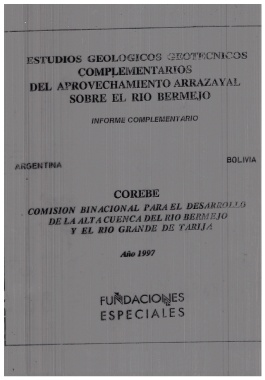 ESTUDIOS GEOLOGICOS GEOTECNICOS
COMPLEMENTARIOS
DEL APROVECHAMIENTO ARRAZAYAL
SOBRE EL RIO BERMEJO
INFORME COMPLEMENTARIO
ARGENTINA
BOLIVIA
COREBE
COMISION BINACIONAL PARA EL DESARROLLO
DE LA ALTA CUENCA DEL RIO BERMEJO
Y EL RIO GRANDE DE TARIJA
Año 1997
FUNDACIONES
ESPECIALES